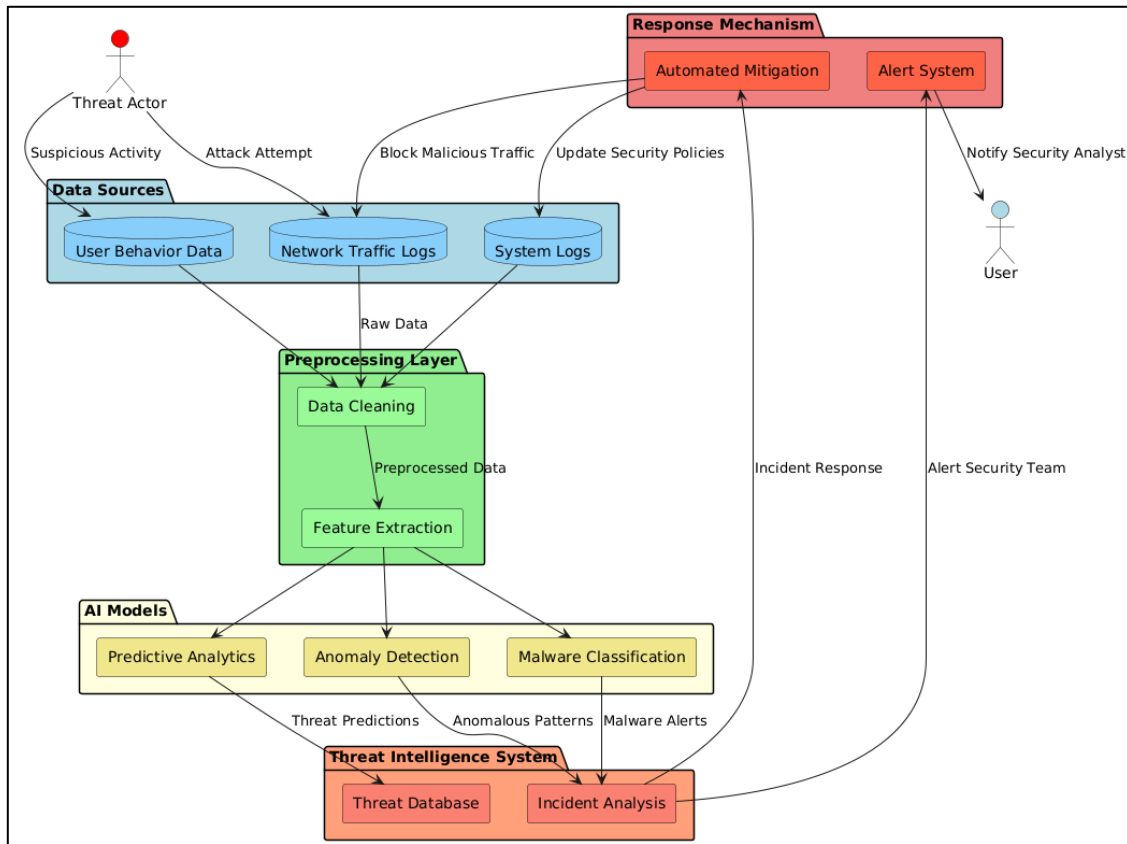 Response Mechanism
Automated Mitigation
Alert System
Threat Actor
Suspicious Activity
Attack Attempt
Block Malicious Traffic
Update Security Policies
Notify Security Analyst
Data Sources
User Behavior Data
Network Traffic Logs
System Logs
User
Raw Data
Preprocessing Layer
Data Cleaning
Preprocessed Data
Incident Response
Alert Security Team
Feature Extraction
AI Models
Predictive Analytics
Anomaly Detection
Malware Classification
Threat Predictions
Anomalous Patterns
Malware Alerts
Threat Intelligence System
Threat Database
Incident Analysis